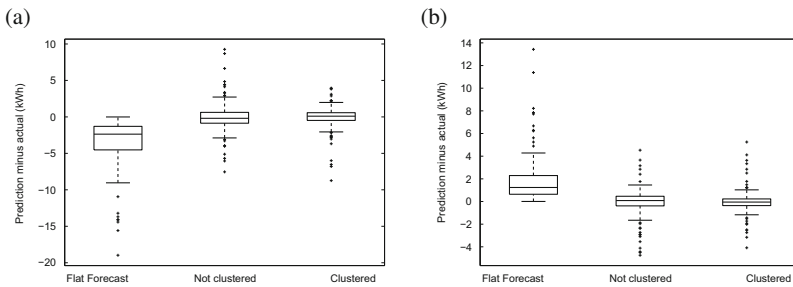 (a)
Prediction minus actual (kWh)
10
5
0
−5
−10
−15
−20
Flat Forecast Not clustered Clustered
(b)
Prediction minus actual (kWh)
14
12
10
8
6
4
2
0
−2
−4
Flat Forecast Not clustered Clustered